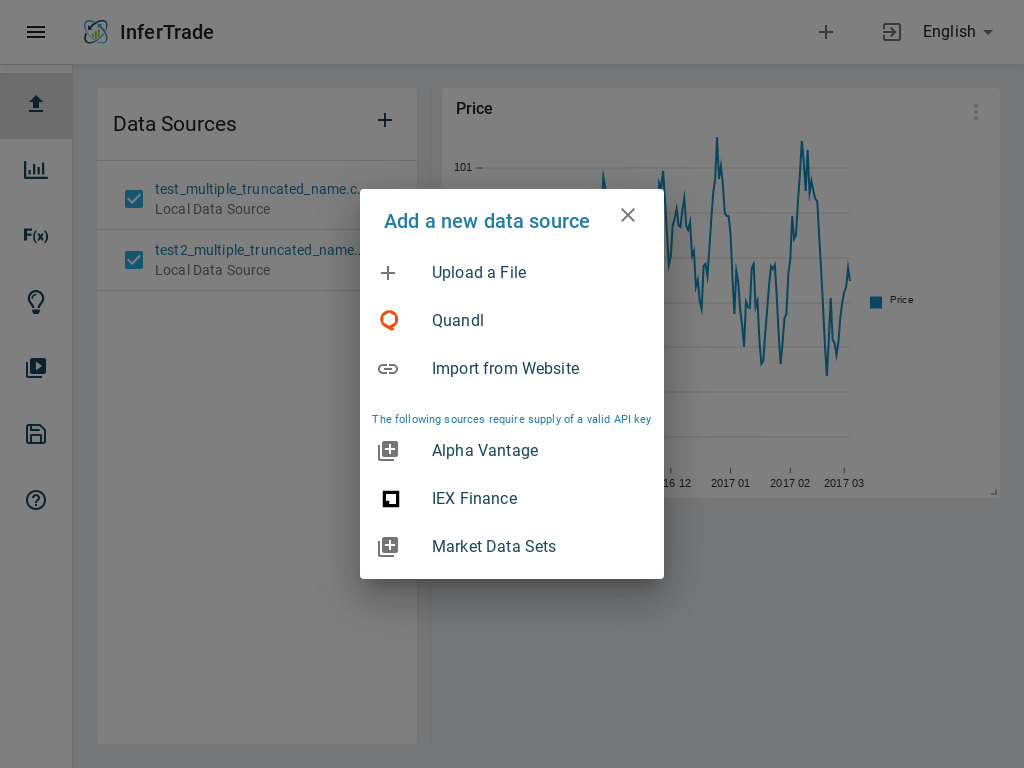 InferTrade
English
Data Sources
test_multiple_truncated_name.c...
Local Data Source
test2_multiple_truncated_name...
Local Data Source
F(x)
Price
101
Price
16 12
2017 01
2017 02
2017 03
Add a new data source
Upload a File
Quandl
Import from Website
The following sources require supply of a valid API key
Alpha Vantage
IEX Finance
Market Data Sets